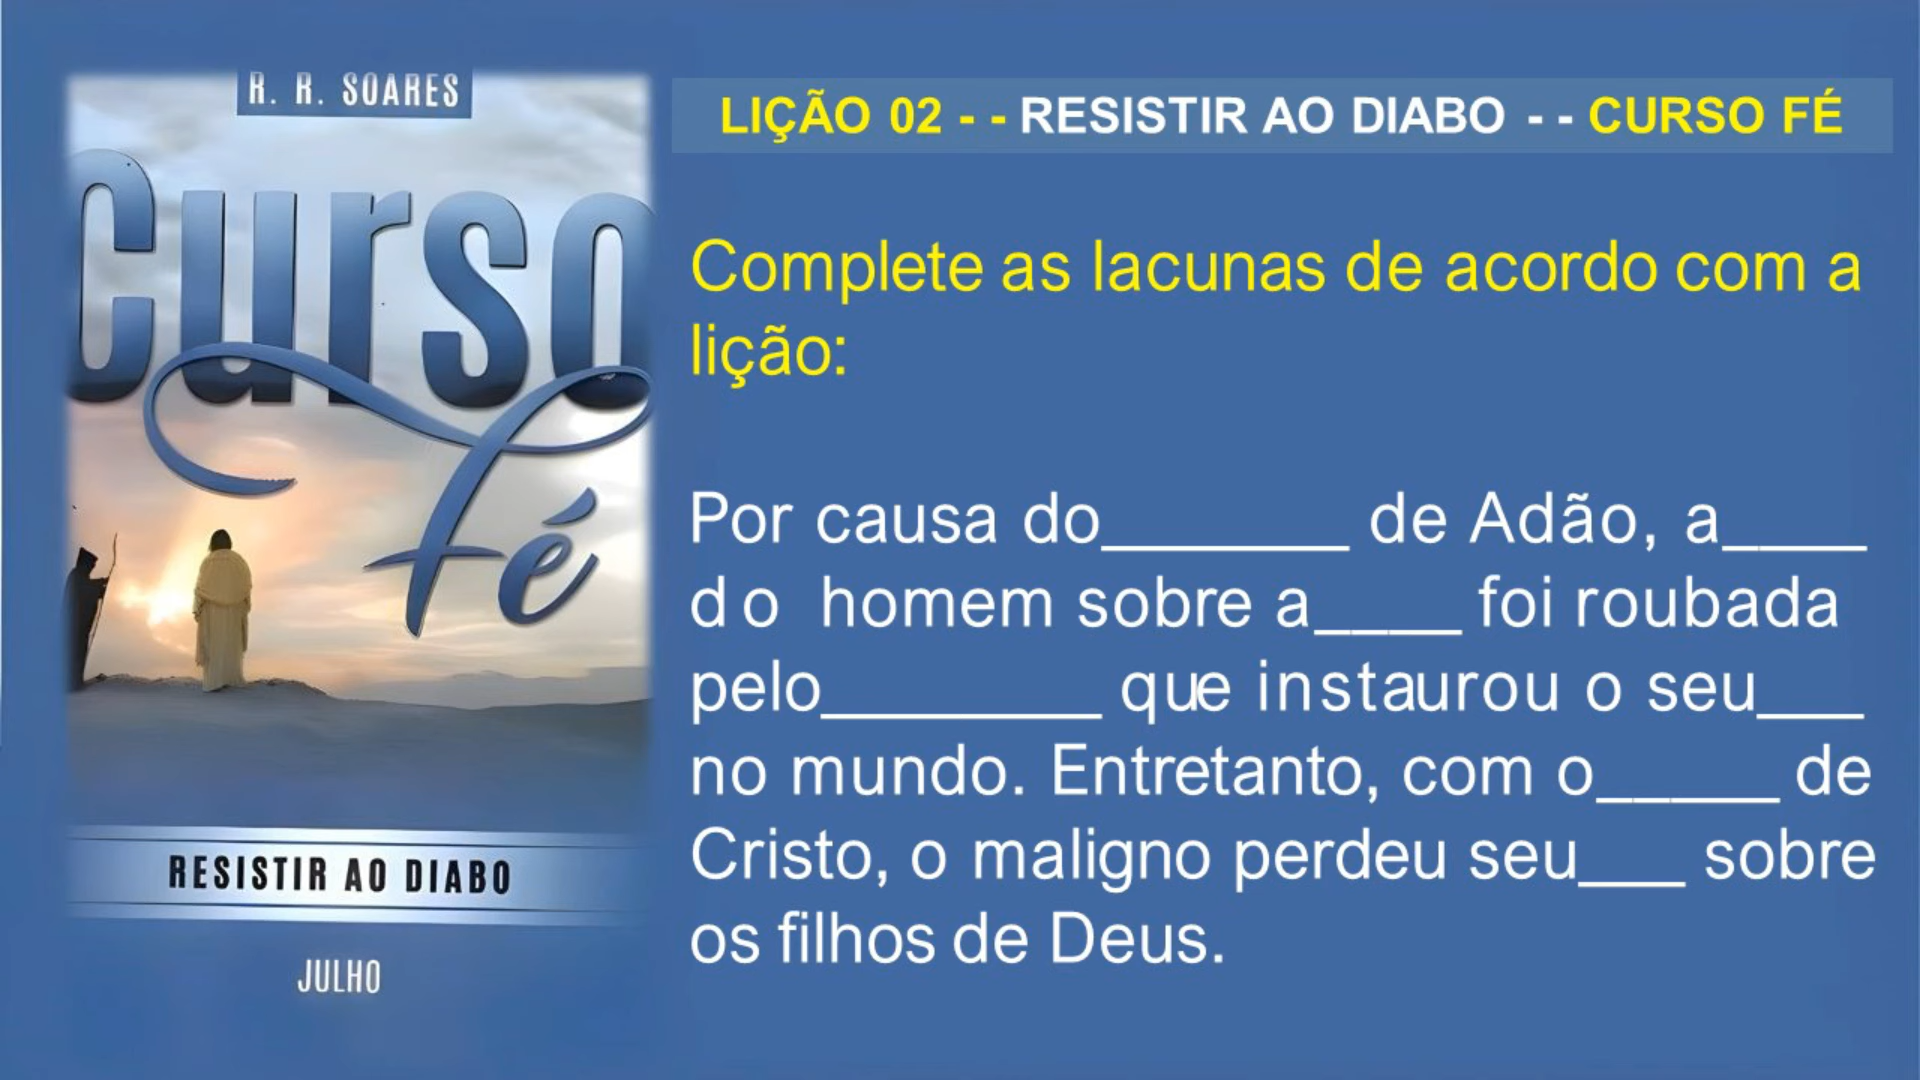 R. R. SOARES
Curso
fé
RESISTIR AO DIABO
JULHO
LIÇÃO 02 - - RESISTIR AO DIABO - - CURSO FÉ
Complete as lacunas de acordo com a
lição:
Por causa do_______ de Adão, a____
do homem sobre a____ foi roubada
pelo________ que instaurou o seu___
no mundo. Entretanto, com o_____ de
Cristo, o maligno perdeu seu___ sobre
os filhos de Deus.